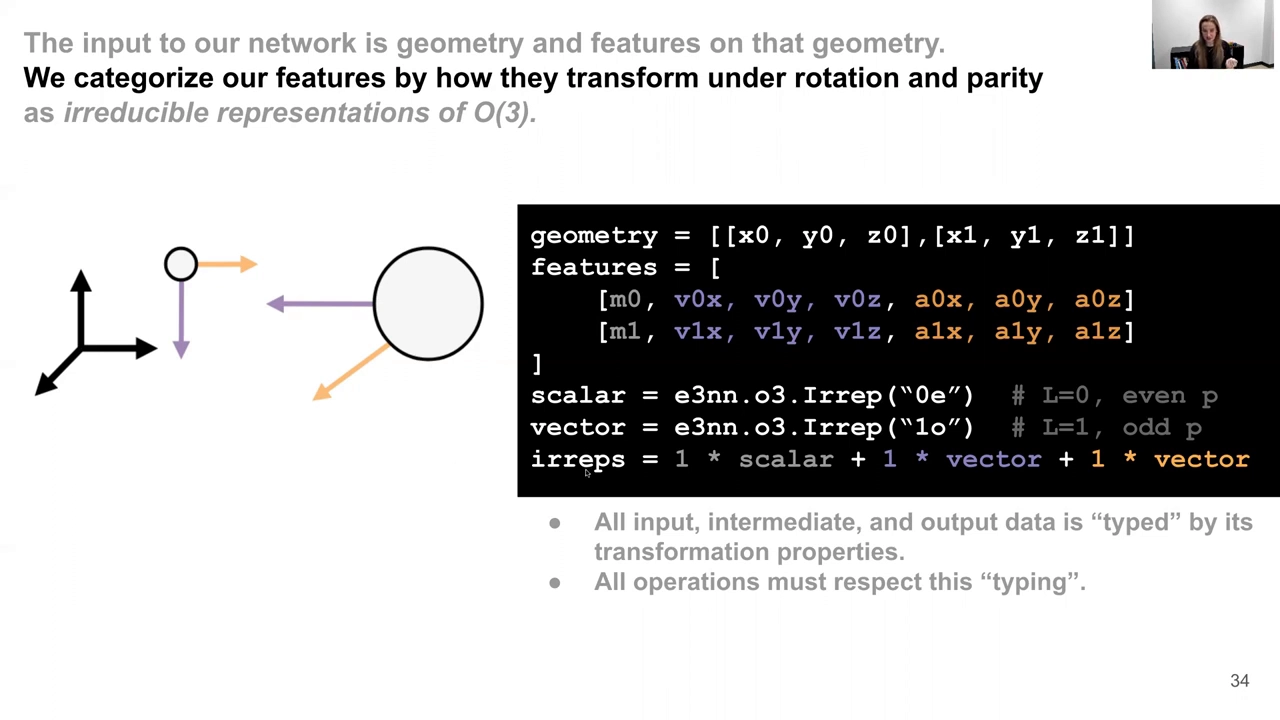 The input to our network is geometry and features on that geometry.
We categorize our features by how they transform under rotation and parity
as irreducible representations of O(3).
geometry = [[x0, y0, z0],[x1, y1, z1]]
features = [
[m0, v0x, v0y, v0z, a0x, a0y, a0z]
[m1, v1x, v1y, v1z, a1x, a1y, a1z]
]
scalar = e3nn.o3.Irrep(“0e”) # L=0, even p
vector = e3nn.o3.Irrep(“1o”) # L=1, odd p
irreps = 1 * scalar + 1 * vector + 1 * vector
● All input, intermediate, and output data is “typed” by its
transformation properties.
● All operations must respect this “typing”.
34